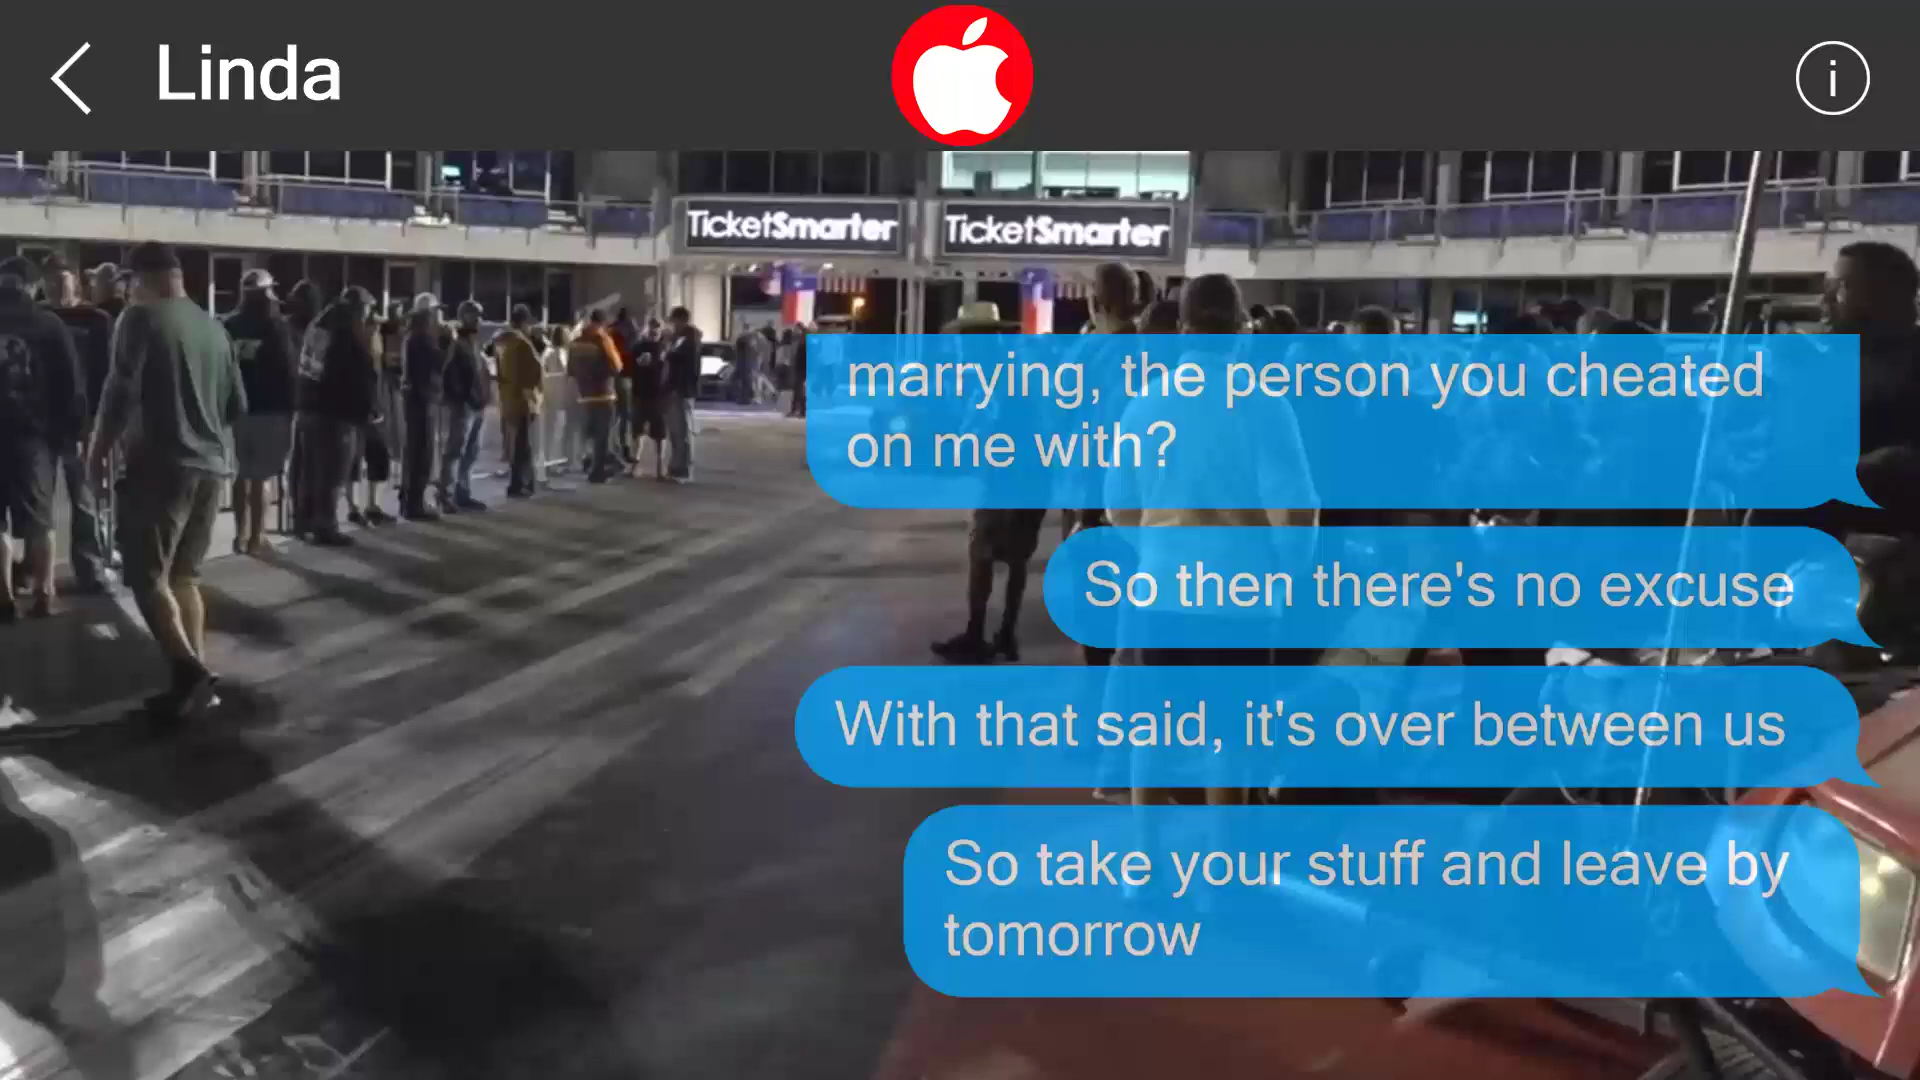 Linda
TicketSmarter TicketSmarter
marrying, the person you cheated
on me with?
So then there's no excuse
With that said, it's over between us
So take your stuff and leave by
tomorrow